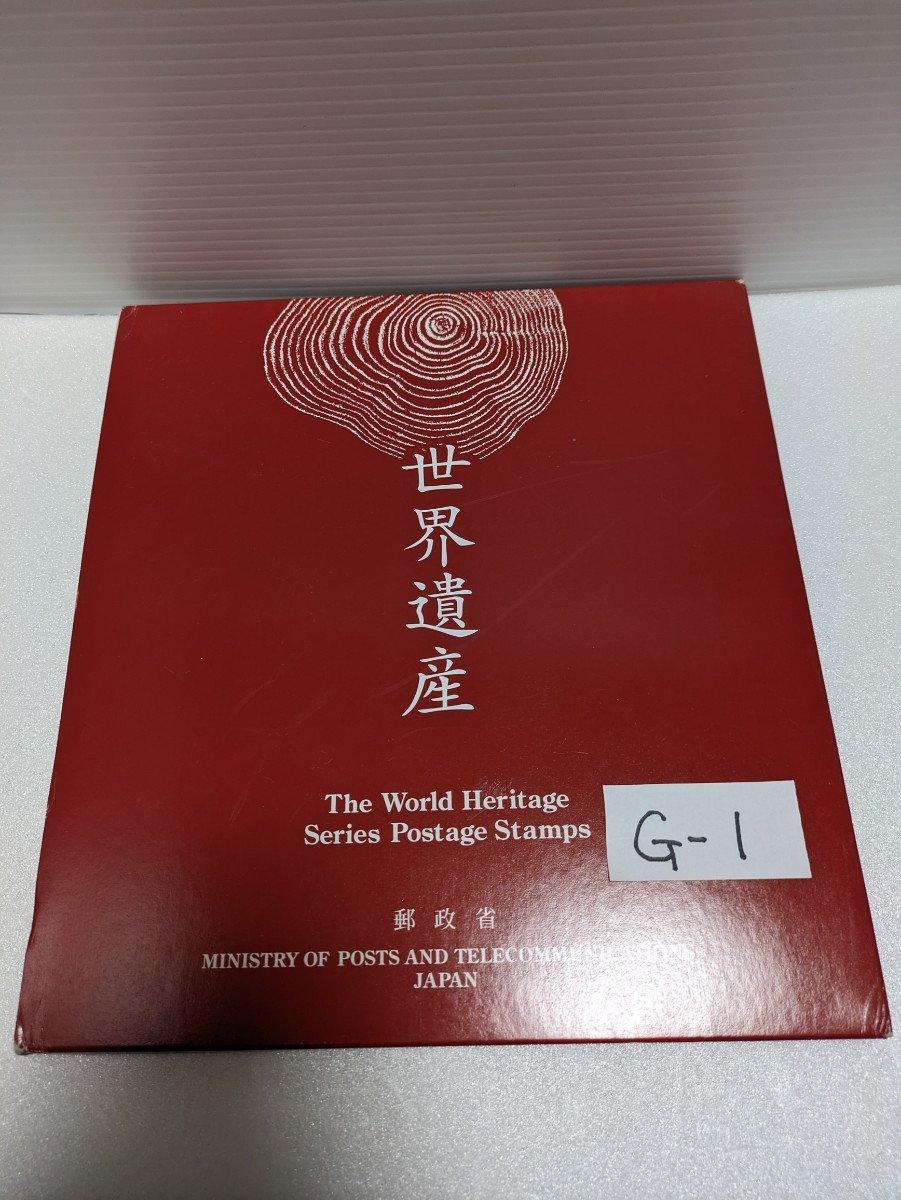 世界遺産
The World Heritage
Series Postage Stamps
G-1
郵政省
MINISTRY OF POSTS AND TELECOMMUNICATIONS
JAPAN